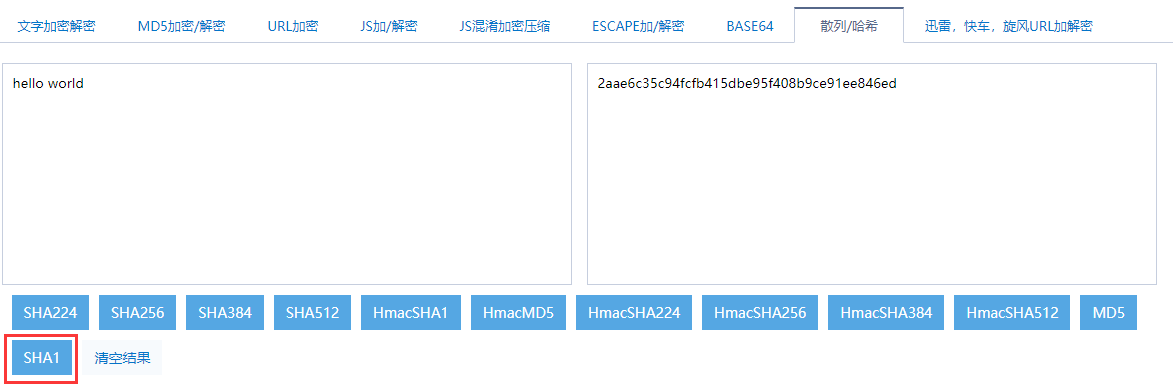 文字加密解密 MD5加密/解密 URL加密 JS加/解密 JS混淆加密压缩 ESCAPE加/解密 BASE64 散列/哈希 迅雷，快车，旋风URL加解密
hello world 2aae6c35c94fcfb415dbe95f408b9ce91ee846ed
SHA224 SHA256 SHA384 SHA512 HmacSHA1 HmacMD5 HmacSHA224 HmacSHA256 HmacSHA384 HmacSHA512 MD5
SHA1 清空结果